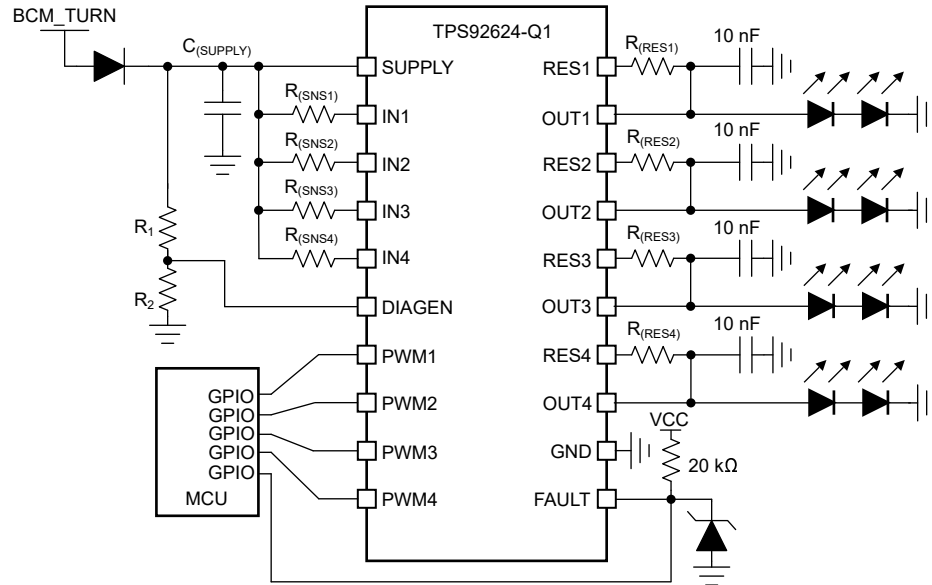 BCM_TURN
TPS92624-Q1
C(SUPPLY)
R(RES1)
10 nF
SUPPLY
RES1
R(SNS1)
IN1
OUT1
R(SNS2)
R(RES2)
10 nF
IN2
RES2
R(SNS3)
IN3
OUT2
R1
R(SNS4)
R(RES3)
10 nF
IN4
RES3
R2
DIAGEN
OUT3
R(RES4)
10 nF
PWM1
RES4
GPIO
GPIO
PWM2
OUT4
VCC
GPIO
GPIO
PWM3
GND
20 kΩ
GPIO
MCU
PWM4
FAULT